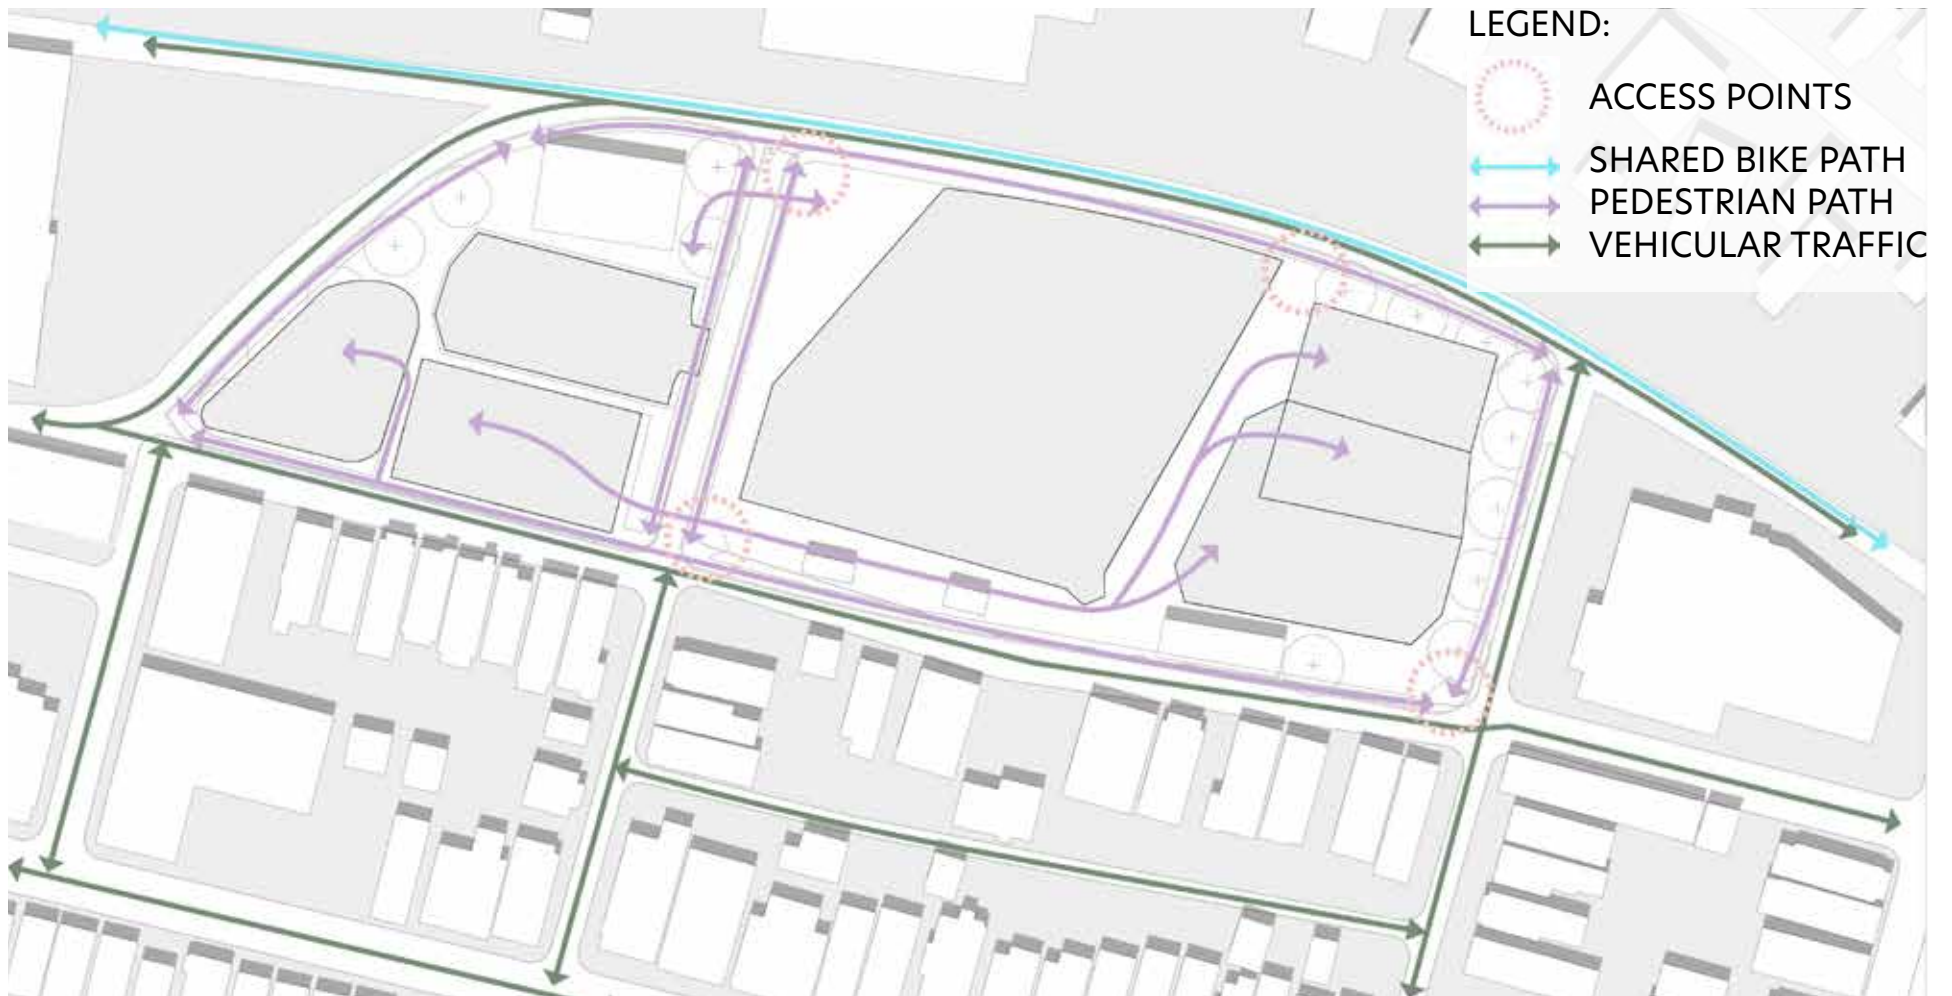 LEGEND:
ACCESS POINTS
SHARED BIKE PATH
PEDESTRIAN PATH
VEHICULAR TRAFFIC